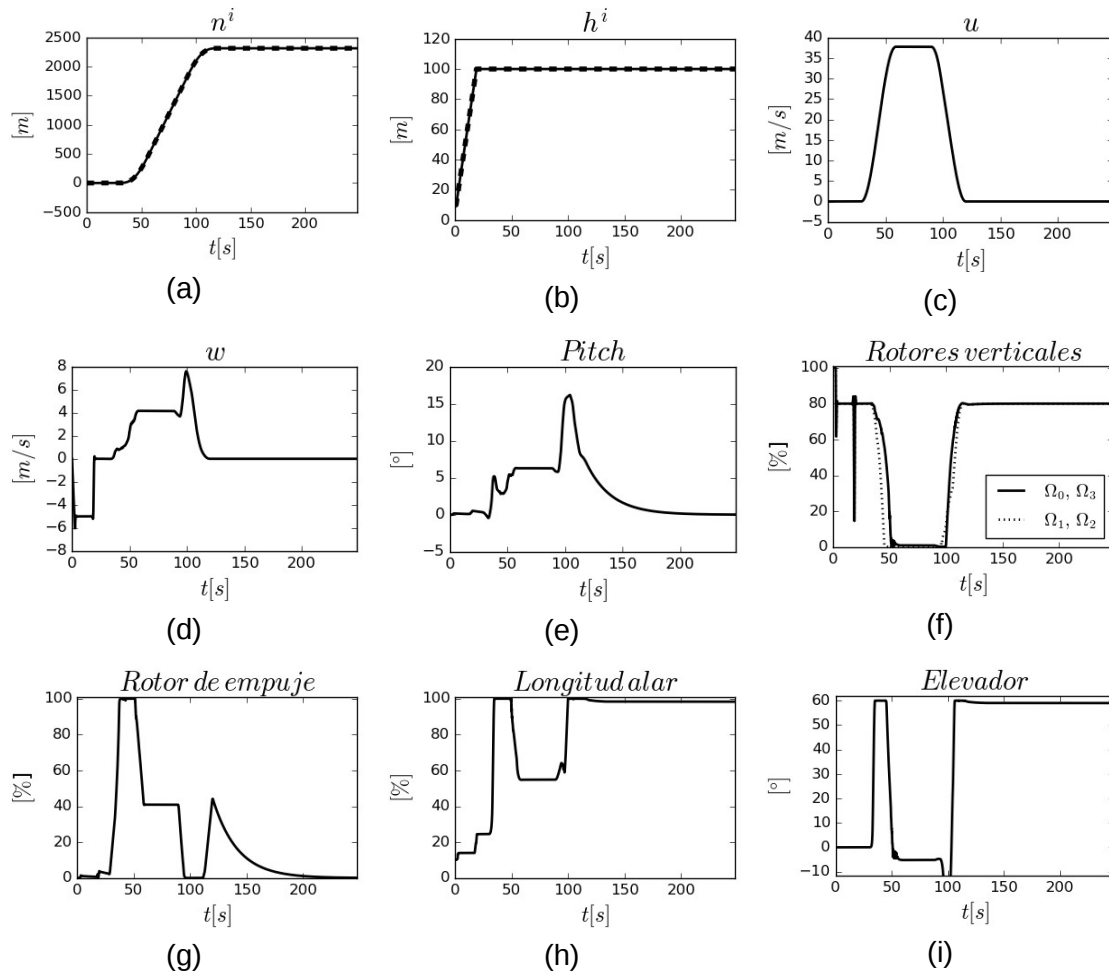 n^i
2500
2000
1500
1000
500
0
−500
[m]
0 50 100 150 200
t[s]
(a)
h^i
120
100
80
60
40
20
0
[m]
0 50 100 150 200
t[s]
(b)
u
40
35
30
25
20
15
10
5
0
−5
[m/s]
0 50 100 150 200
t[s]
(c)
w
8
6
4
2
0
−2
−4
−6
−8
[m/s]
0 50 100 150 200
t[s]
(d)
Pitch
20
15
10
5
0
−5
[°]
0 50 100 150 200
t[s]
(e)
Rotores verticales
100
80
60
40
20
0
[%]
Ω₀, Ω₃
Ω₁, Ω₂
0 50 100 150 200
t[s]
(f)
Rotor de empuje
100
80
60
40
20
0
[%]
0 50 100 150 200
t[s]
(g)
Longitud alar
100
80
60
40
20
0
[%]
0 50 100 150 200
t[s]
(h)
Elevador
60
50
40
30
20
10
0
−10
[°]
0 50 100 150 200
t[s]
(i)